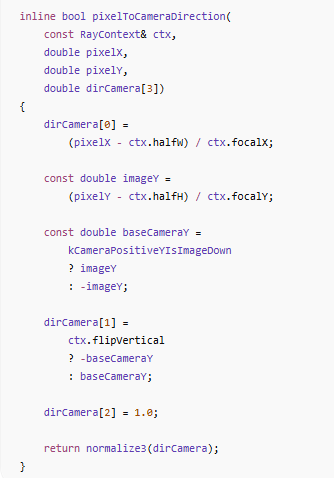 inline bool pixelToCameraDirection(
    const RayContext& ctx,
    double pixelX,
    double pixelY,
    double dirCamera[3])
{
    dirCamera[0] =
        (pixelX - ctx.halfW) / ctx.focalX;

    const double imageY =
        (pixelY - ctx.halfH) / ctx.focalY;

    const double baseCameraY =
        kCameraPositiveYIsImageDown
        ? imageY
        : -imageY;

    dirCamera[1] =
        ctx.flipVertical
        ? -baseCameraY
        : baseCameraY;

    dirCamera[2] = 1.0;

    return normalize3(dirCamera);
}